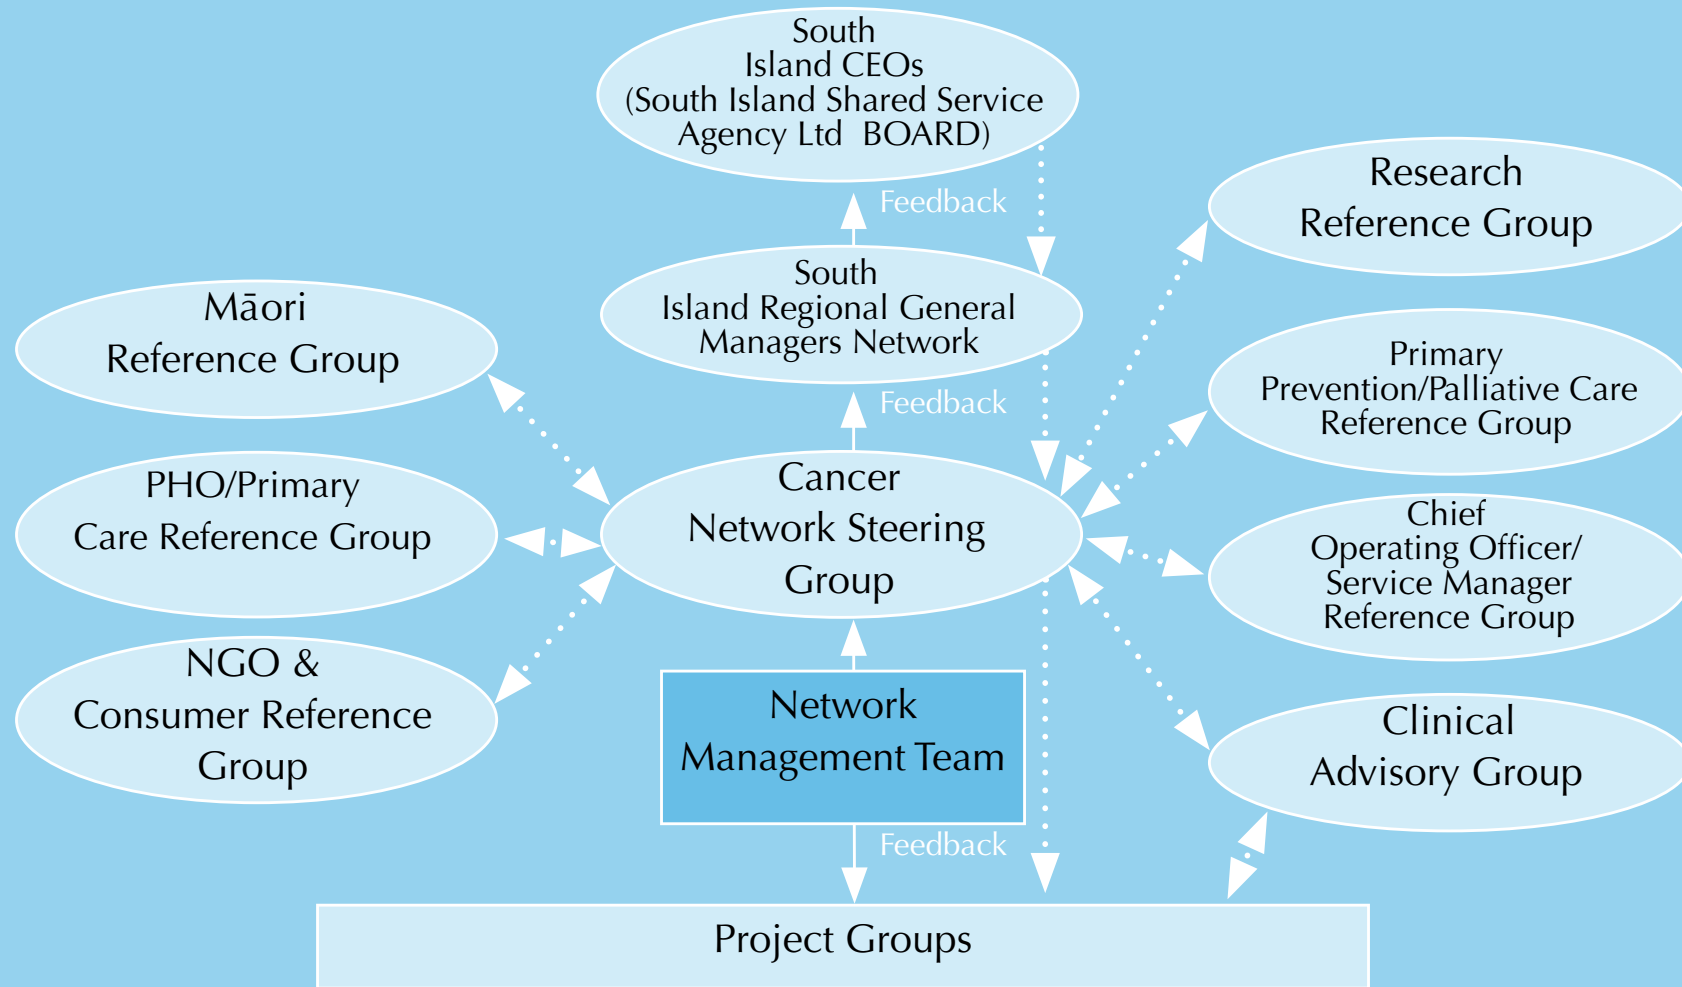 South
Island CEOs
(South Island Shared Service
Agency Ltd BOARD)
Feedback
South
Island Regional General
Managers Network
Feedback
Māori
Reference Group
PHO/Primary
Care Reference Group
NGO &
Consumer Reference
Group
Cancer
Network Steering
Group
Network
Management Team
Feedback
Research
Reference Group
Primary
Prevention/Palliative Care
Reference Group
Chief
Operating Officer/
Service Manager
Reference Group
Clinical
Advisory Group
Project Groups